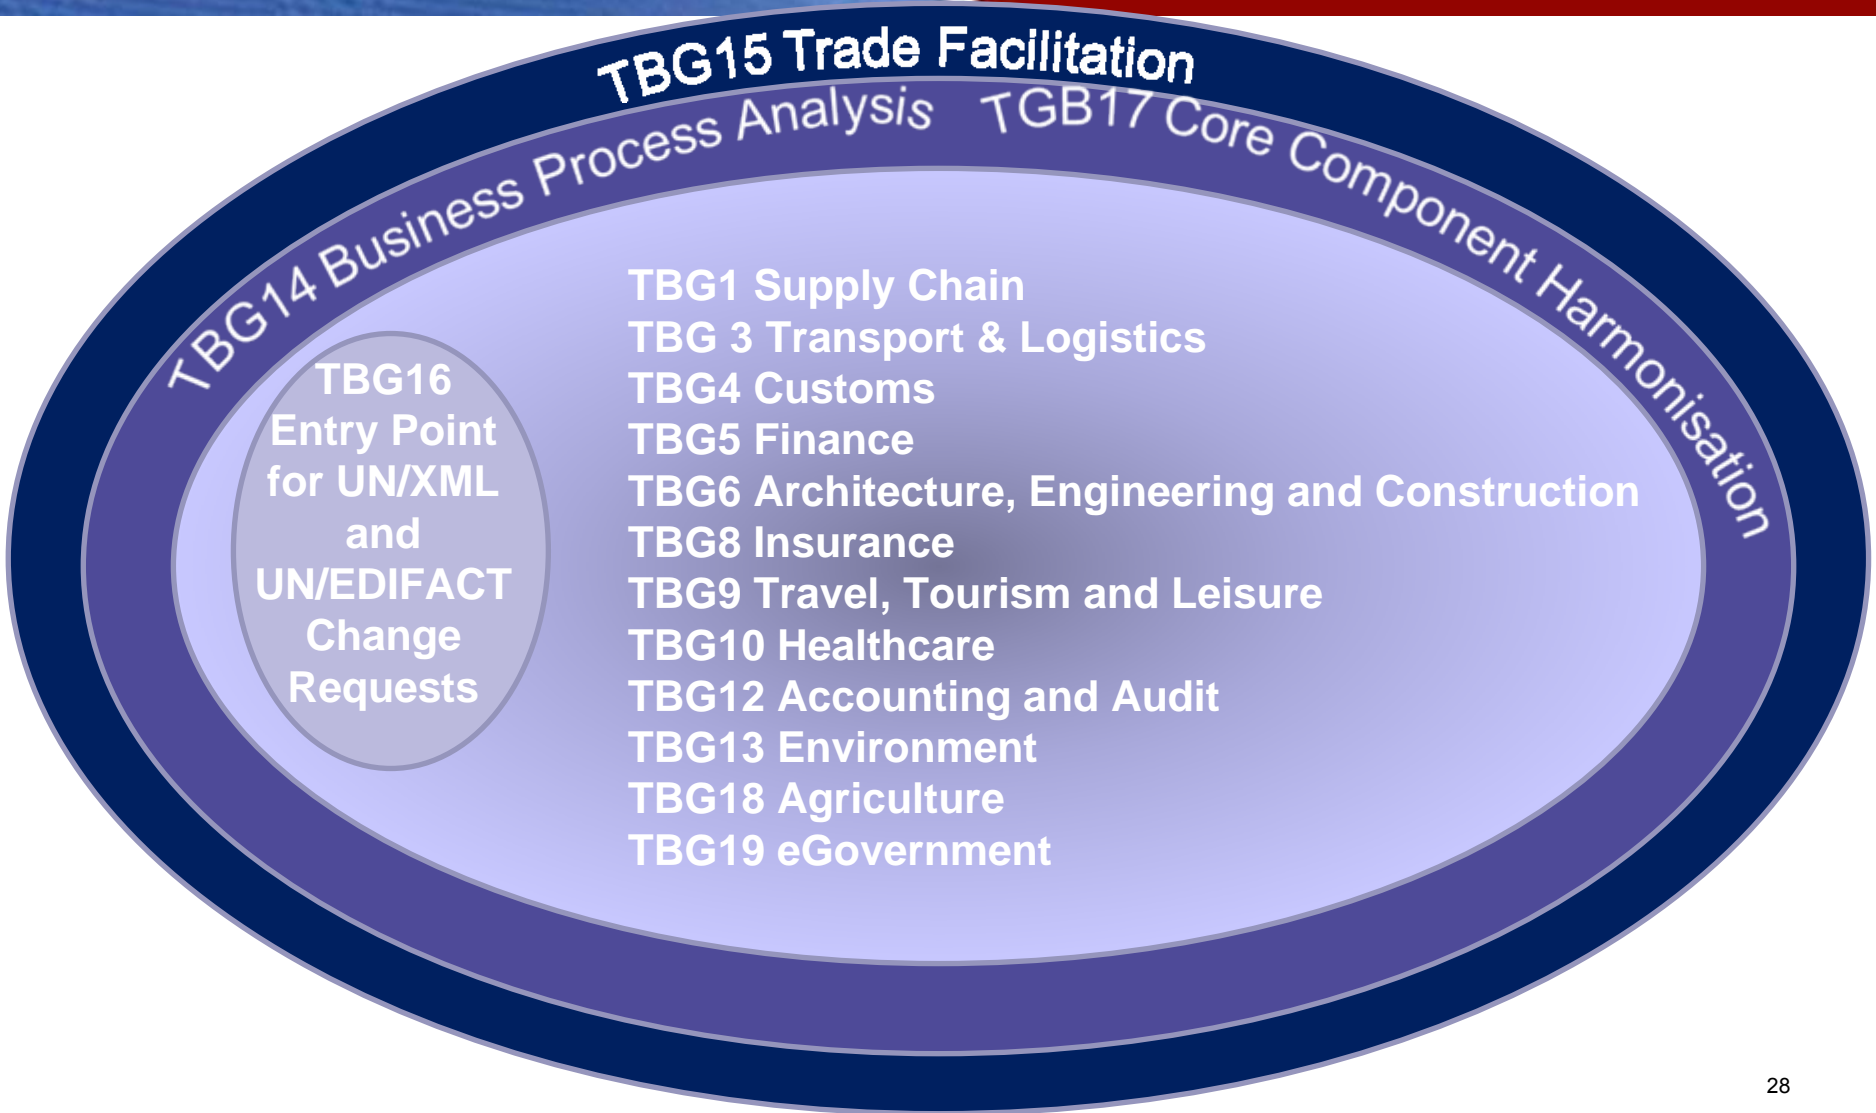 TBG15 Trade Facilitation
TBG14 Business Process Analysis
TGB17 Core Component Harmonisation
TBG16
Entry Point
for UN/XML
and
UN/EDIFACT
Change
Requests
TBG1 Supply Chain
TBG 3 Transport & Logistics
TBG4 Customs
TBG5 Finance
TBG6 Architecture, Engineering and Construction
TBG8 Insurance
TBG9 Travel, Tourism and Leisure
TBG10 Healthcare
TBG12 Accounting and Audit
TBG13 Environment
TBG18 Agriculture
TBG19 eGovernment
28